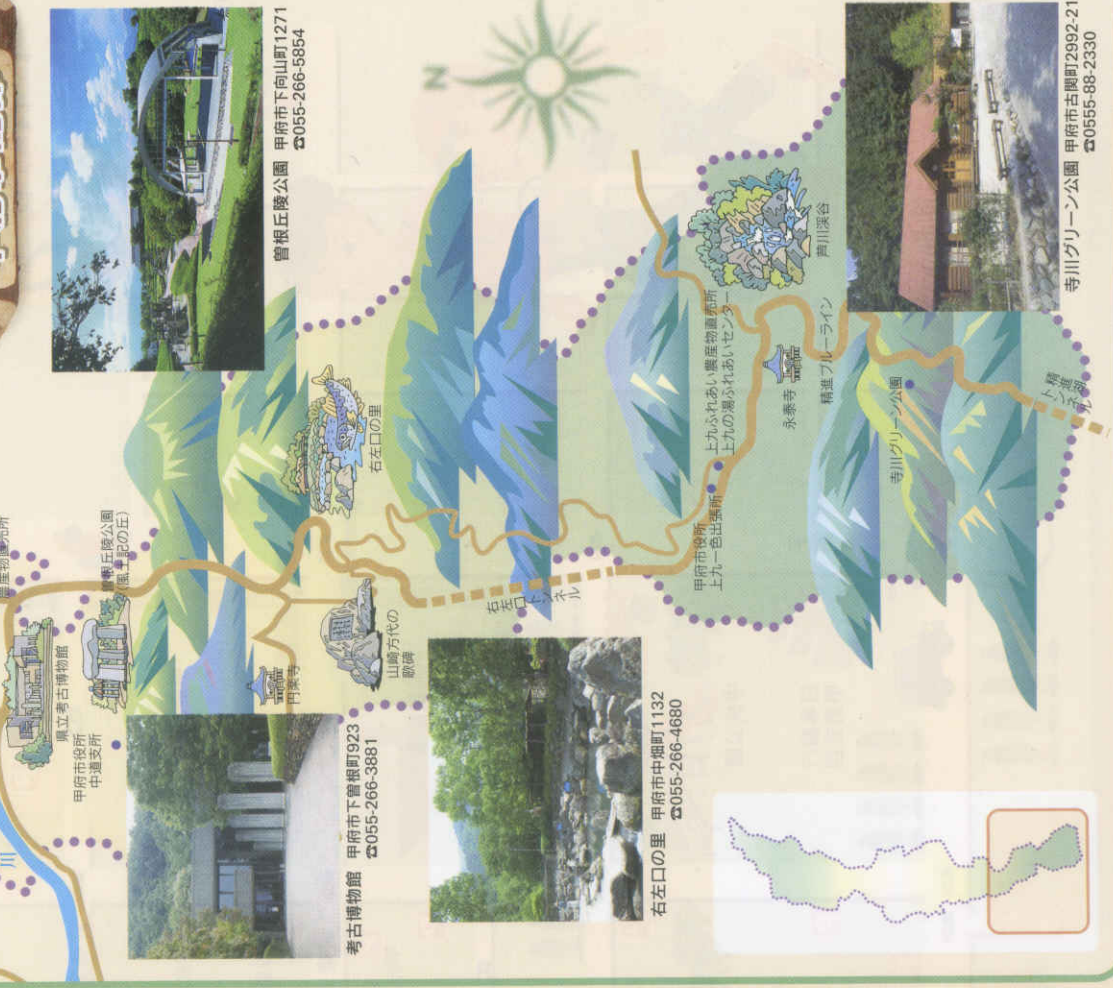 曽根丘陵公園 甲府市下向山町1271
☎055-266-5854
寺川グリーン公園 甲府市古関町2992-21
☎0555-88-2330
考古博物館 甲府市下曽根町923
☎055-266-3881
右左口の里 甲府市中畑町1132
☎055-266-4680
N
川
農産物直売所
県立考古博物館
甲府市役所
中道支所
曽根丘陵公園
(風土記の丘)
円楽寺
山崎方代の
歌碑
右左口の里
右左口トンネル
甲府市役所
上九一色出張所
上九ふれあい農産物直売所
上九の湯ふれあいセンター
芦川渓谷
永泰寺
精進ブルーライン
寺川グリーン公園
精進湖
トンネル